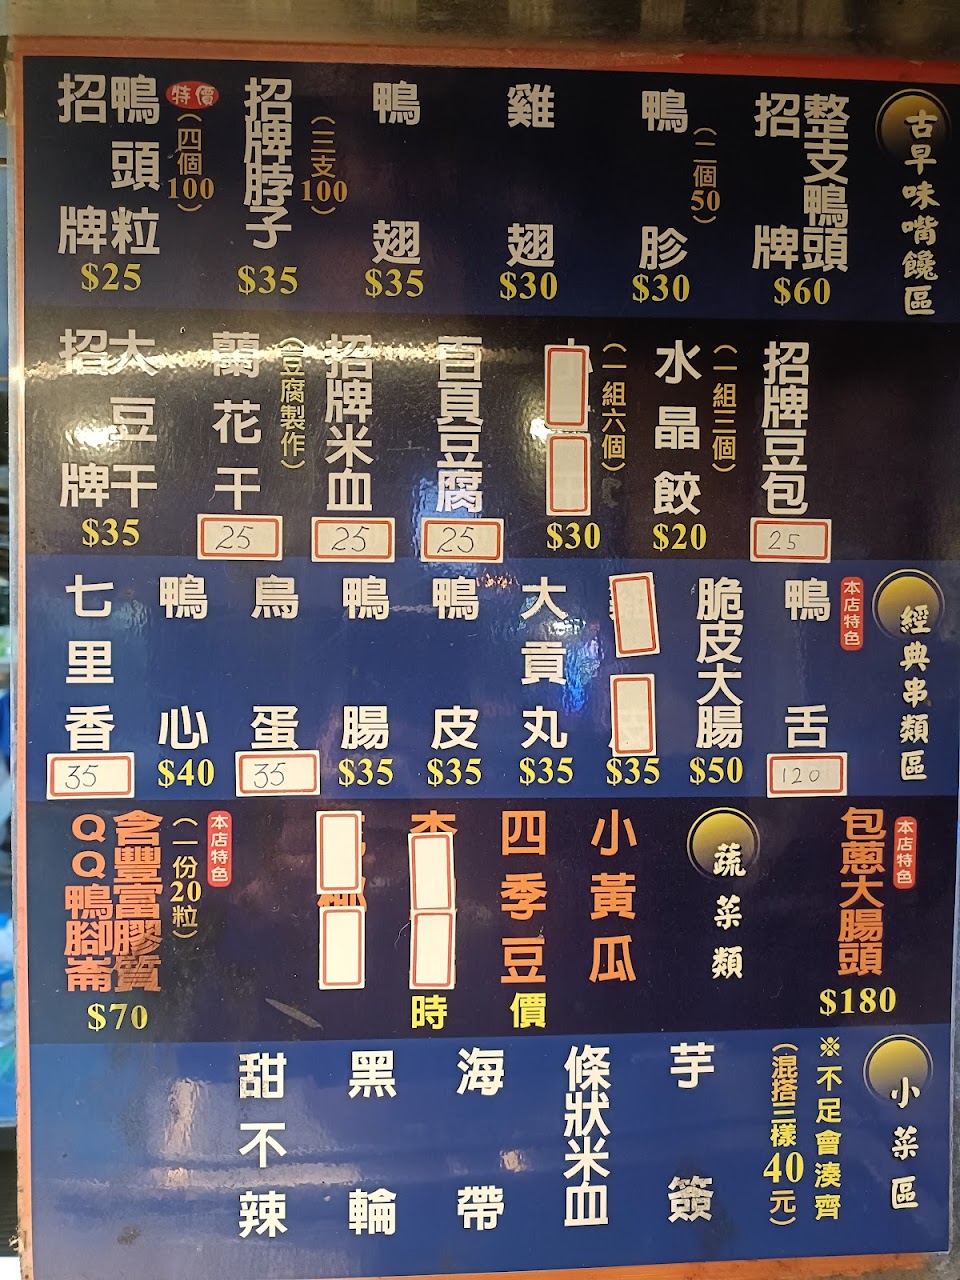 古早味嘴饞區
招牌整支鴨頭
$60
鴨胗
(二個50)
$30
雞翅
$30
鴨翅
$35
招牌脖子
(三支100)
$35
招牌鴨頭粒
特價
(四個100)
$25
招牌豆包
25
水晶餃
(一組三個)
$20
(一組六個)
$30
百頁豆腐
25
招牌米血
25
蘭花干
(豆腐製作)
25
招牌大豆干
$35
經典串類區
本店特色
鴨舌
120
脆皮大腸
$50
$35
大貢丸
$35
鴨皮
$35
鴨腸
$35
鳥蛋
35
鴨心
$40
七里香
35
本店特色
包蔥大腸頭
$180
蔬菜類
小黃瓜
四季豆
時價
本店特色
(一份20粒)
含豐富膠質
QQ鴨腳崙
$70
小菜區
※不足會湊齊
(混搭三樣40元)
芋簽
條狀米血
海帶
黑輪
甜不辣